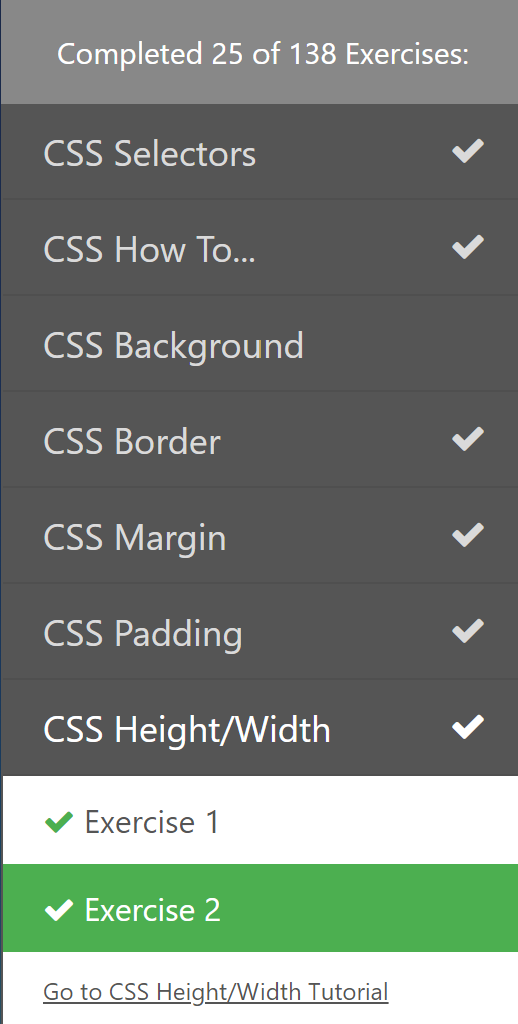 Completed 25 of 138 Exercises:
CSS Selectors
CSS How To...
CSS Background
CSS Border
CSS Margin
CSS Padding
CSS Height/Width
Exercise 1
Exercise 2
Go to CSS Height/Width Tutorial